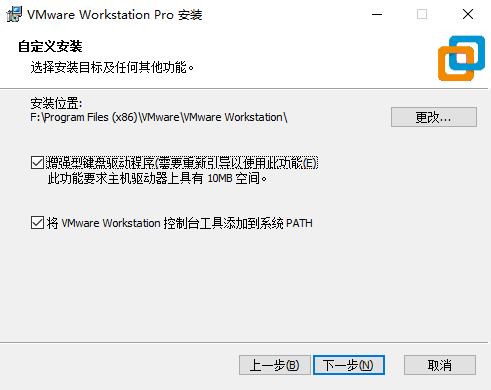 VMware Workstation Pro 安装
自定义安装
选择安装目标及任何其他功能。
安装位置:
F:\Program Files (x86)\VMware\VMware Workstation\
更改...
增强型键盘驱动程序(需要重新引导以使用此功能(E)
此功能要求主机驱动器上具有 10MB 空间。
将 VMware Workstation 控制台工具添加到系统 PATH
上一步(B) 下一步(N) 取消